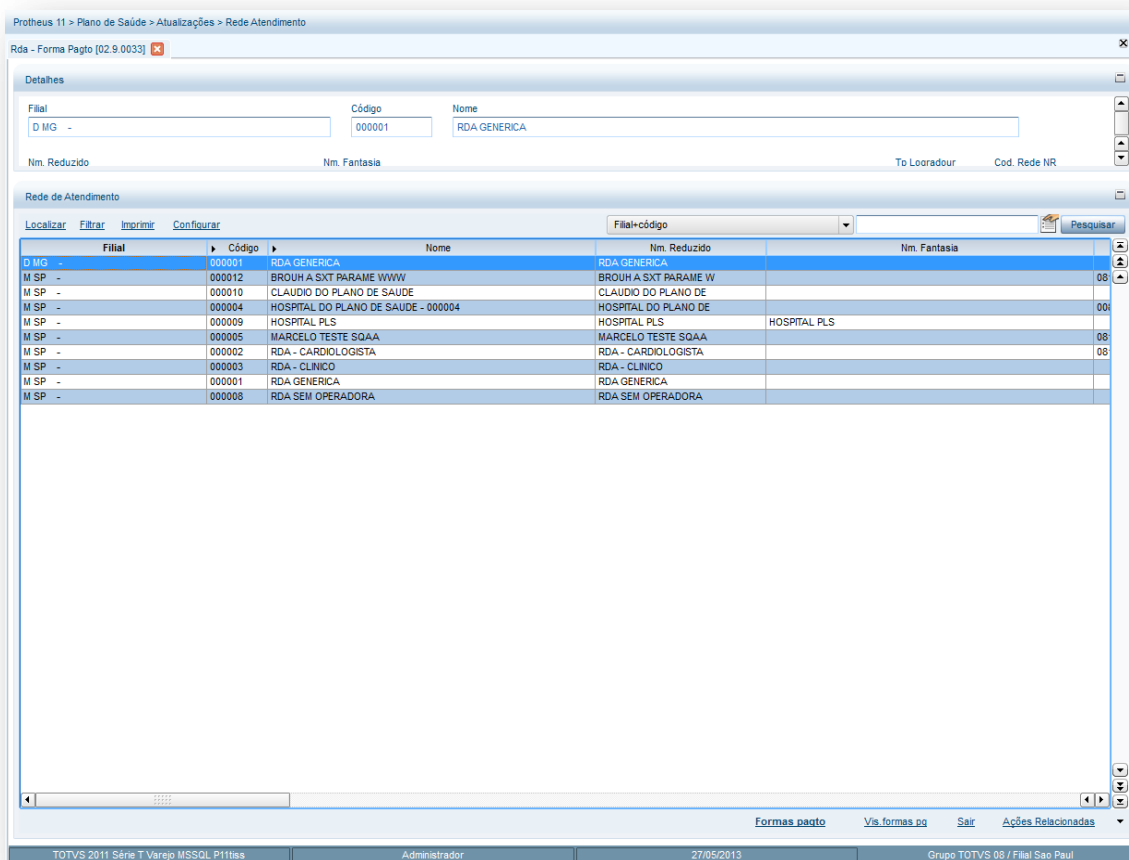 Protheus 11 > Plano de Saúde > Atualizações > Rede Atendimento
Rda - Forma Pagto [02.9.0033]
Detalhes
Filial Código Nome
D MG - 000001 RDA GENERICA
Nm. Reduzido Nm. Fantasia Tp Logradour Cod. Rede NR
Rede de Atendimento
Localizar Filtrar Imprimir Configurar Filial+código Pesquisar
Filial Código Nome Nm. Reduzido Nm. Fantasia
D MG - 000001 RDA GENERICA RDA GENERICA
M SP - 000012 BROUH A SXT PARAME WWW BROUH A SXT PARAME W 08
M SP - 000010 CLAUDIO DO PLANO DE SAUDE CLAUDIO DO PLANO DE
M SP - 000004 HOSPITAL DO PLANO DE SAUDE - 000004 HOSPITAL DO PLANO DE 00
M SP - 000009 HOSPITAL PLS HOSPITAL PLS HOSPITAL PLS
M SP - 000005 MARCELO TESTE SQAA MARCELO TESTE SQAA 08
M SP - 000002 RDA - CARDIOLOGISTA RDA - CARDIOLOGISTA 08
M SP - 000003 RDA - CLINICO RDA - CLINICO
M SP - 000001 RDA GENERICA RDA GENERICA
M SP - 000008 RDA SEM OPERADORA RDA SEM OPERADORA
Formas pagto Vis.formas pg Sair Ações Relacionadas
TOTVS 2011 Série T Varejo MSSQL P11tiss Administrador 27/05/2013 Grupo TOTVS 08 / Filial Sao Paul